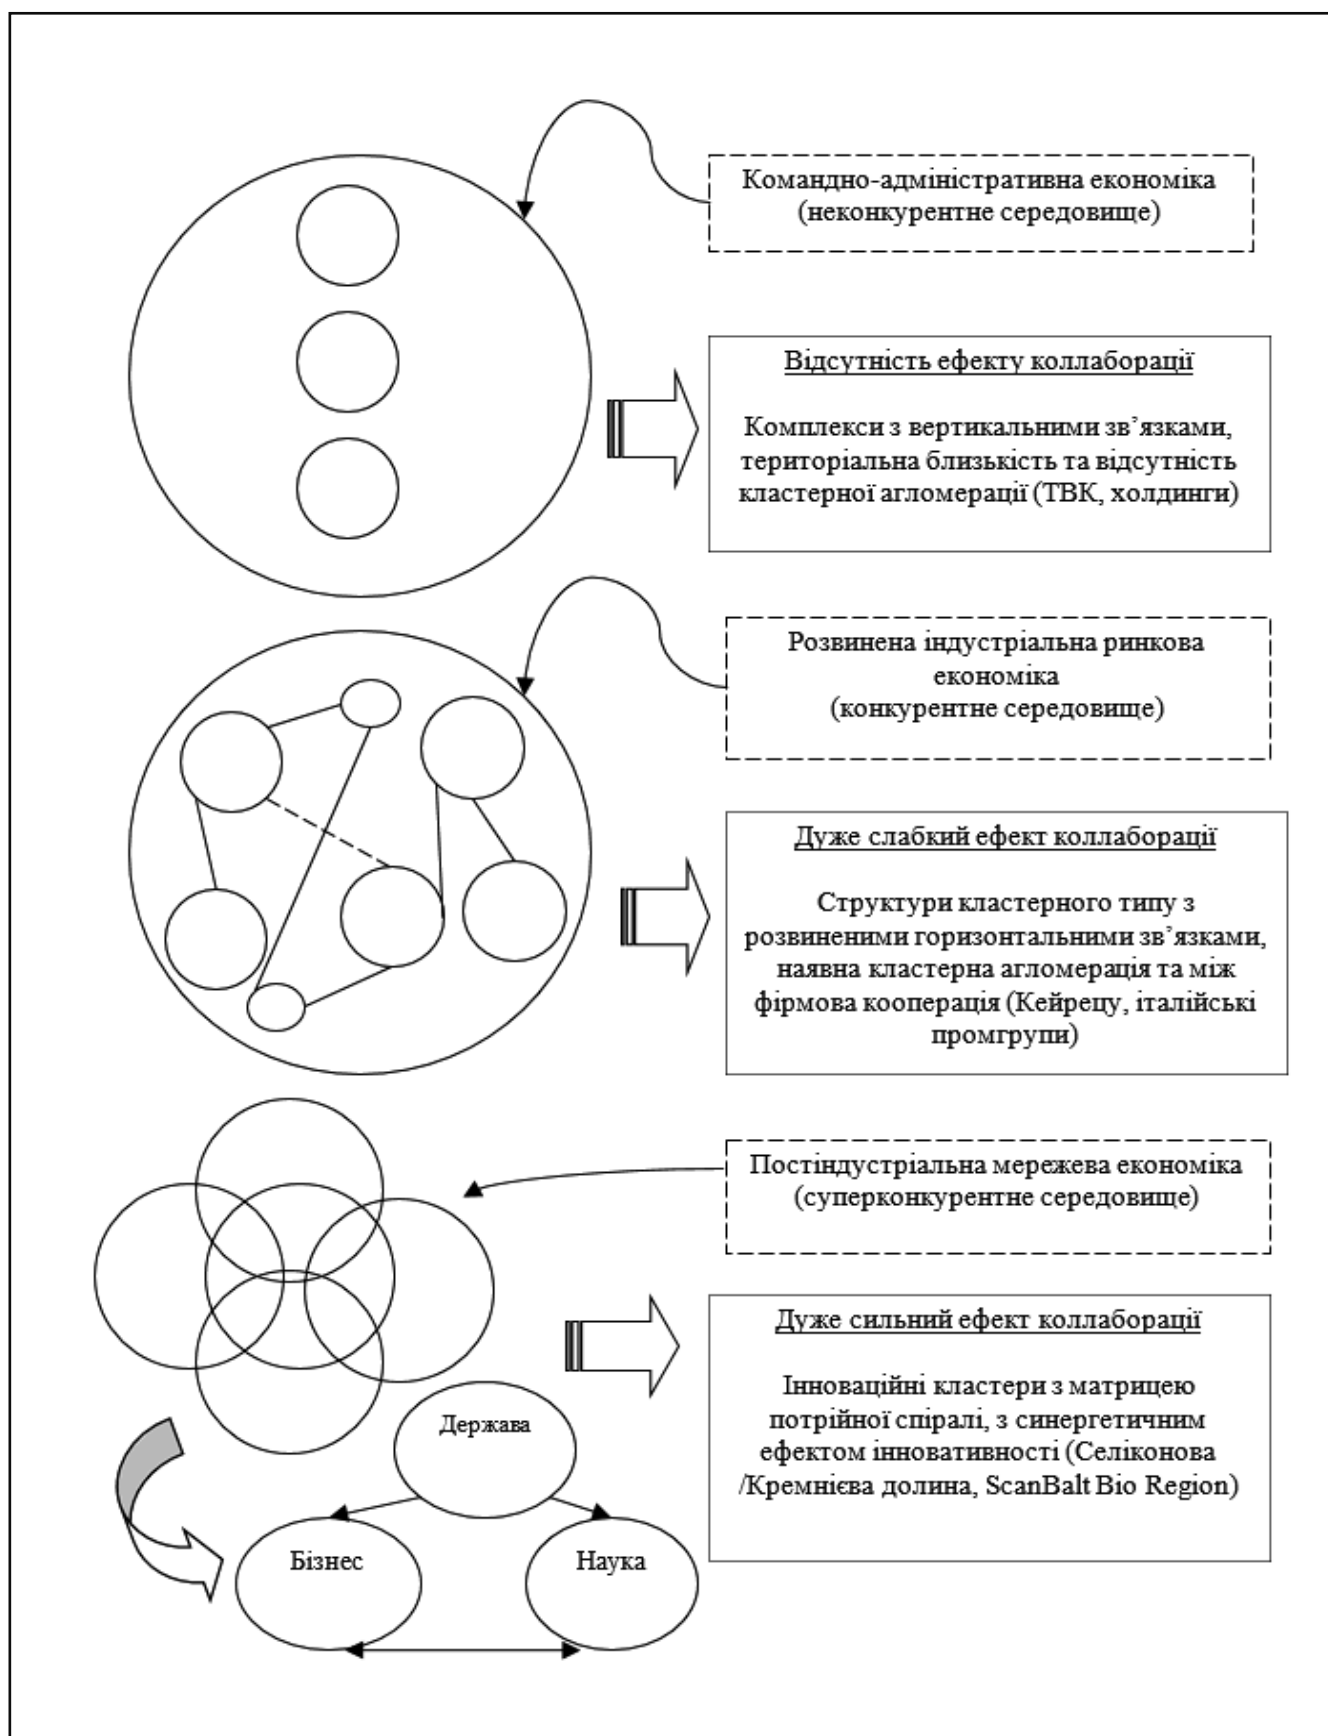 Командно-адміністративна економіка
(неконкурентне середовище)
Відсутність ефекту коллаборації
Комплекси з вертикальними зв’язками,
територіальна близькість та відсутність
кластерної агломерації (ТВК, холдинги)
Розвинена індустріальна ринкова
економіка
(конкурентне середовище)
Дуже слабкий ефект коллаборації
Структури кластерного типу з
розвиненими горизонтальними зв’язками,
наявна кластерна агломерація та між
фірмова кооперація (Кейрецу, італійські
промгрупи)
Постіндустріальна мережева економіка
(суперконкурентне середовище)
Дуже сильний ефект коллаборації
Інноваційні кластери з матрицею
потрійної спіралі, з синергетичним
ефектом інновативності (Селіконова
/Кремнієва долина, ScanBalt Bio Region)
Держава
Бізнес
Наука